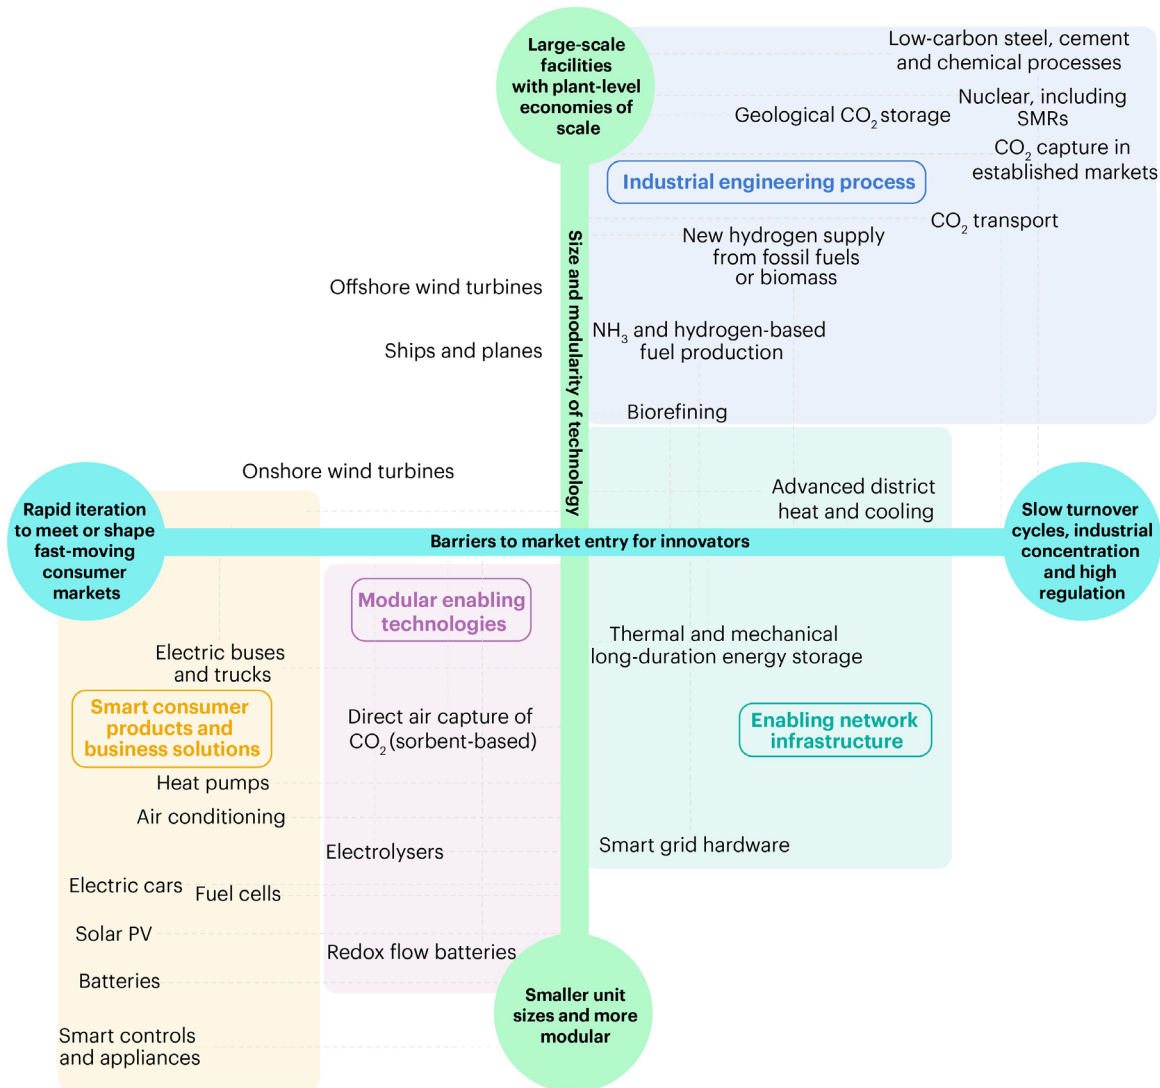 Large-scale
facilities
with plant-level
economies of
scale
Low-carbon steel, cement
and chemical processes
Nuclear, including
SMRs
Geological CO₂ storage
CO₂ capture in
established markets
Industrial engineering process
CO₂ transport
New hydrogen supply
from fossil fuels
or biomass
Size and modularity of technology
Offshore wind turbines
NH₃ and hydrogen-based
fuel production
Ships and planes
Biorefining
Onshore wind turbines
Advanced district
heat and cooling
Rapid iteration
to meet or shape
fast-moving
consumer
markets
Barriers to market entry for innovators
Slow turnover
cycles, industrial
concentration
and high
regulation
Modular enabling
technologies
Electric buses
and trucks
Thermal and mechanical
long-duration energy storage
Smart consumer
products and
business solutions
Direct air capture of
CO₂ (sorbent-based)
Enabling network
infrastructure
Heat pumps
Air conditioning
Electrolysers
Smart grid hardware
Electric cars
Fuel cells
Solar PV
Redox flow batteries
Batteries
Smaller unit
sizes and more
modular
Smart controls
and appliances